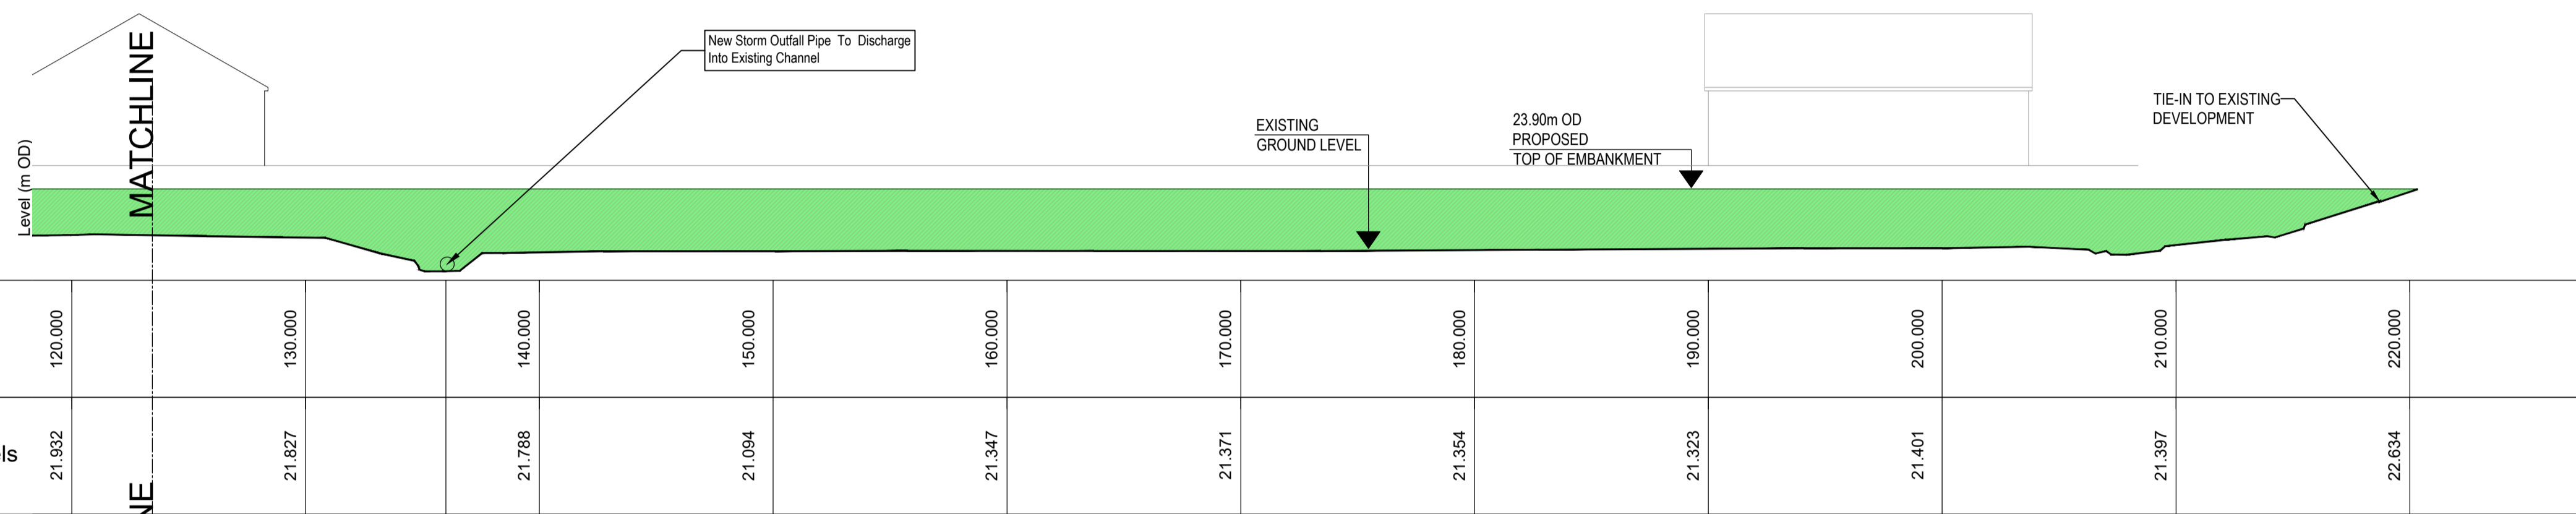 MATCHLINE
New Storm Outfall Pipe To Discharge
Into Existing Channel
EXISTING
GROUND LEVEL
23.90m OD
PROPOSED
TOP OF EMBANKMENT
TIE-IN TO EXISTING
DEVELOPMENT
Level (m OD)
120.000 130.000 140.000 150.000 160.000 170.000 180.000 190.000 200.000 210.000 220.000
els 21.932 21.827 21.788 21.094 21.347 21.371 21.354 21.323 21.401 21.397 22.634
NE